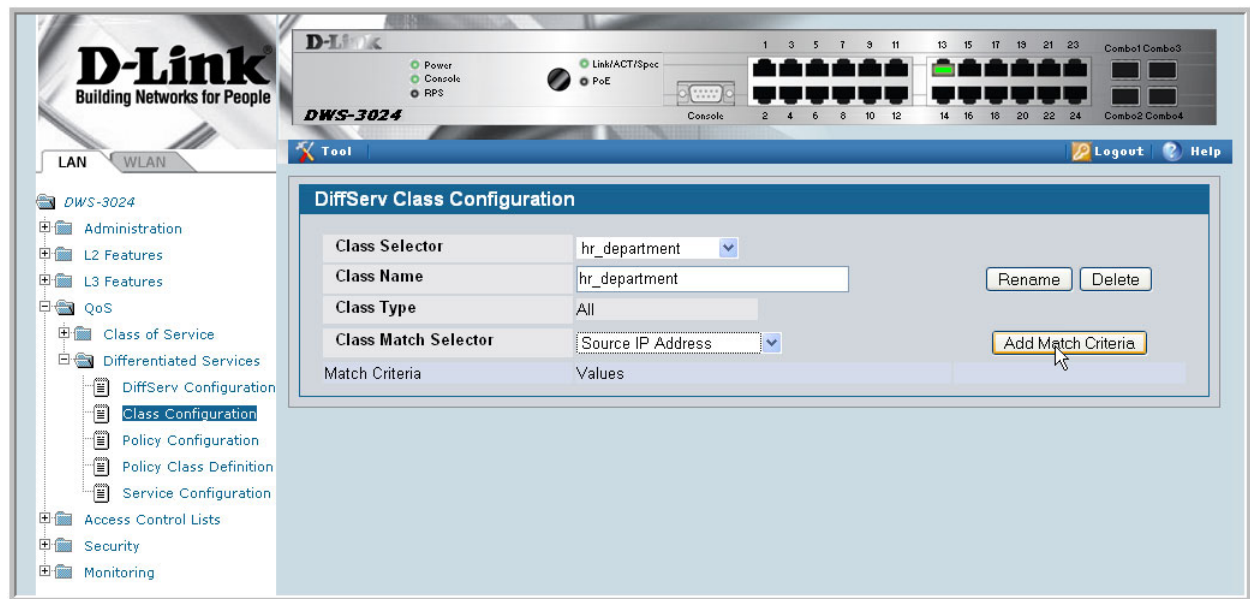 D-Link
Building Networks for People
D-Link
Power
Console
RPS
Link/ACT/Spec
PoE
DWS-3024
Console
1 3 5 7 9 11 13 15 17 19 21 23
2 4 6 8 10 12 14 16 18 20 22 24
Combo1 Combo3
Combo2 Combo4
LAN
WLAN
Tool
Logout
Help
DWS-3024
Administration
L2 Features
L3 Features
QoS
Class of Service
Differentiated Services
DiffServ Configuration
Class Configuration
Policy Configuration
Policy Class Definition
Service Configuration
Access Control Lists
Security
Monitoring
DiffServ Class Configuration
Class Selector hr_department
Class Name hr_department Rename Delete
Class Type All
Class Match Selector Source IP Address Add Match Criteria
Match Criteria Values